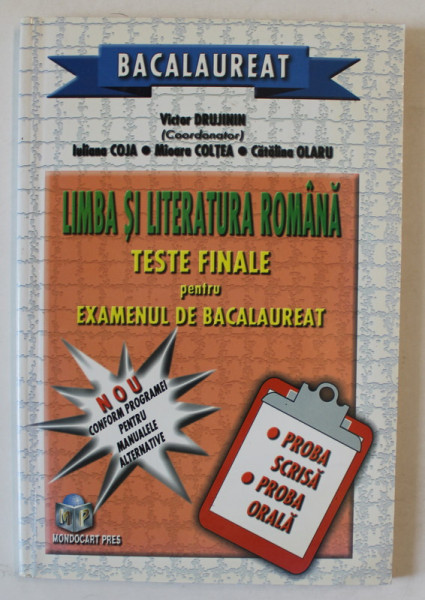 BACALAUREAT
Victor DRUJININ
(Coordonator)
Iuliana COJA • Mioara COLȚEA • Cătălina OLARU
LIMBA ȘI LITERATURA ROMÂNĂ
TESTE FINALE
pentru
EXAMENUL DE BACALAUREAT
NOU
CONFORM PROGRAMEI
PENTRU
MANUALELE
ALTERNATIVE
• PROBA
SCRISĂ
• PROBA
ORALĂ
MONDOCART PRES